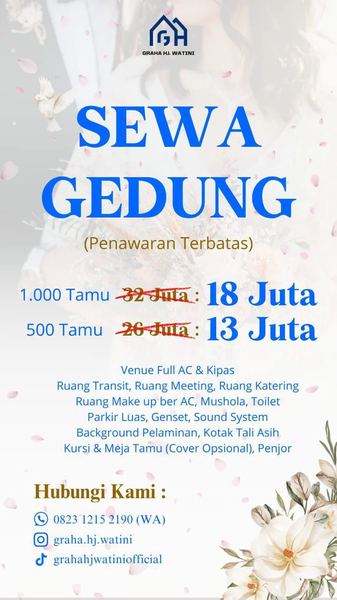 GH
GRAHA HJ. WATINI
SEWA
GEDUNG
(Penawaran Terbatas)
1.000 Tamu 32 Juta : 18 Juta
500 Tamu 26 Juta : 13 Juta
Venue Full AC & Kipas
Ruang Transit, Ruang Meeting, Ruang Katering
Ruang Make up ber AC, Mushola, Toilet
Parkir Luas, Genset, Sound System
Background Pelaminan, Kotak Tali Asih
Kursi & Meja Tamu (Cover Opsional), Penjor
Hubungi Kami :
0823 1215 2190 (WA)
graha.hj.watini
grahahjwatiniofficial